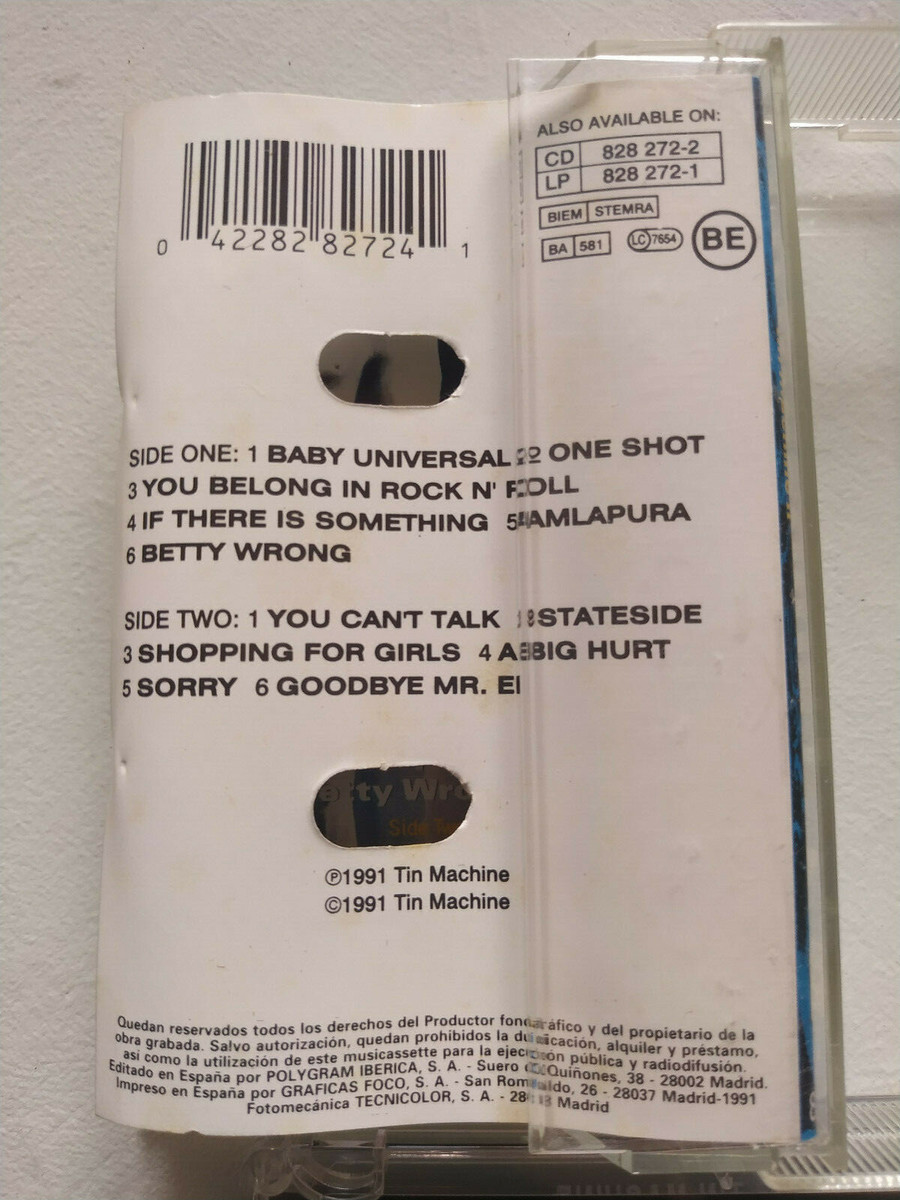 ALSO AVAILABLE ON:
CD 828 272-2
LP 828 272-1
BIEM STEMRA
BA 581 LC 7654 BE
0 42282 82724 1
SIDE ONE: 1 BABY UNIVERSAL 2 ONE SHOT
3 YOU BELONG IN ROCK N' ROLL
4 IF THERE IS SOMETHING 5 AMLAPURA
6 BETTY WRONG
SIDE TWO: 1 YOU CAN'T TALK STATESIDE
3 SHOPPING FOR GIRLS 4 A BIG HURT
5 SORRY 6 GOODBYE MR.
Side
℗1991 Tin Machine
©1991 Tin Machine
Quedan reservados todos los derechos del Productor fonográfico y del propietario de la
obra grabada. Salvo autorización, quedan prohibidos la duplicación, alquiler y préstamo,
así como la utilización de este musicassette para la ejecución pública y radiodifusión.
Editado en España por POLYGRAM IBERICA, S. A. - Suero de Quiñones, 38 - 28002 Madrid.
Impreso en España por GRAFICAS FOCO, S. A. - San Romualdo, 26 - 28037 Madrid-1991
Fotomecánica TECNICOLOR, S. A. - Madrid